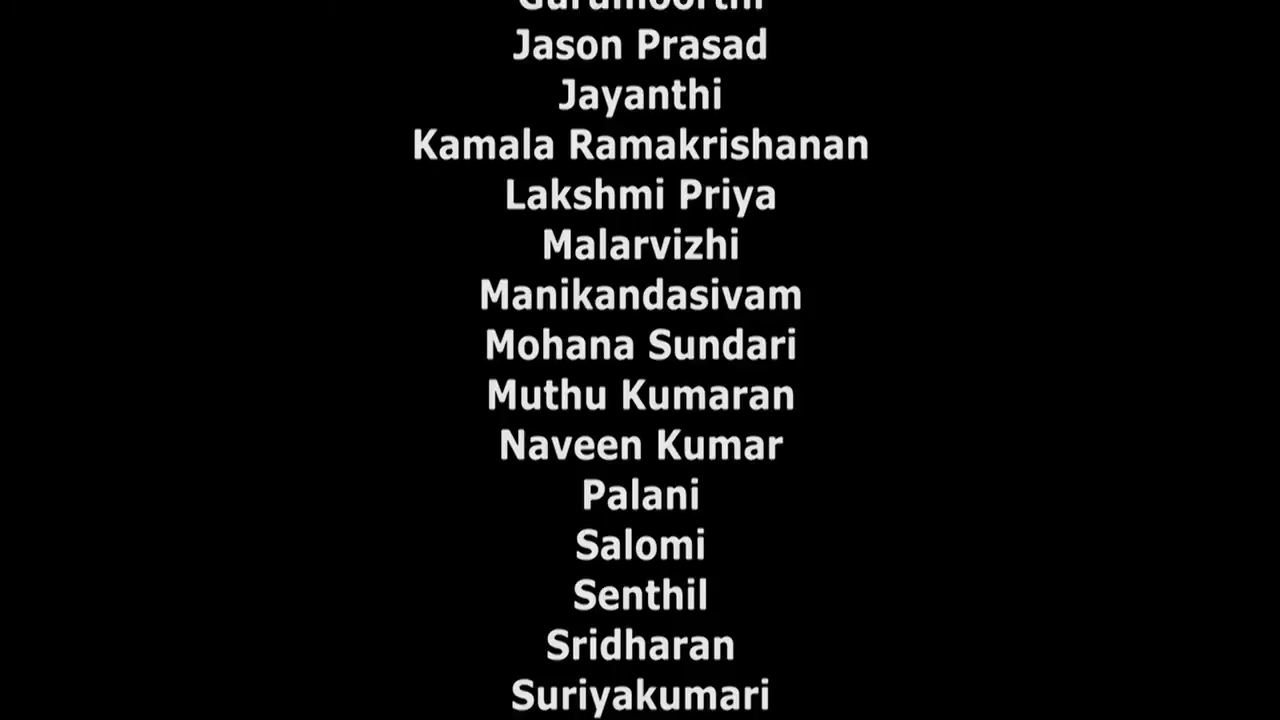 Gurumoorthi
Jason Prasad
Jayanthi
Kamala Ramakrishanan
Lakshmi Priya
Malarvizhi
Manikandasivam
Mohana Sundari
Muthu Kumaran
Naveen Kumar
Palani
Salomi
Senthil
Sridharan
Suriyakumari